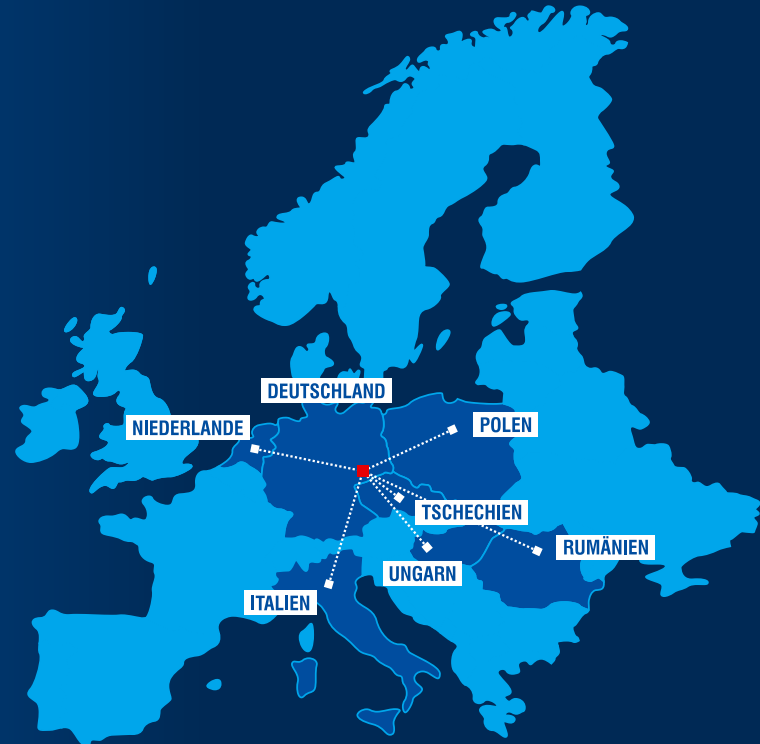 DEUTSCHLAND
NIEDERLANDE
POLEN
TSCHECHIEN
RUMÄNIEN
UNGARN
ITALIEN